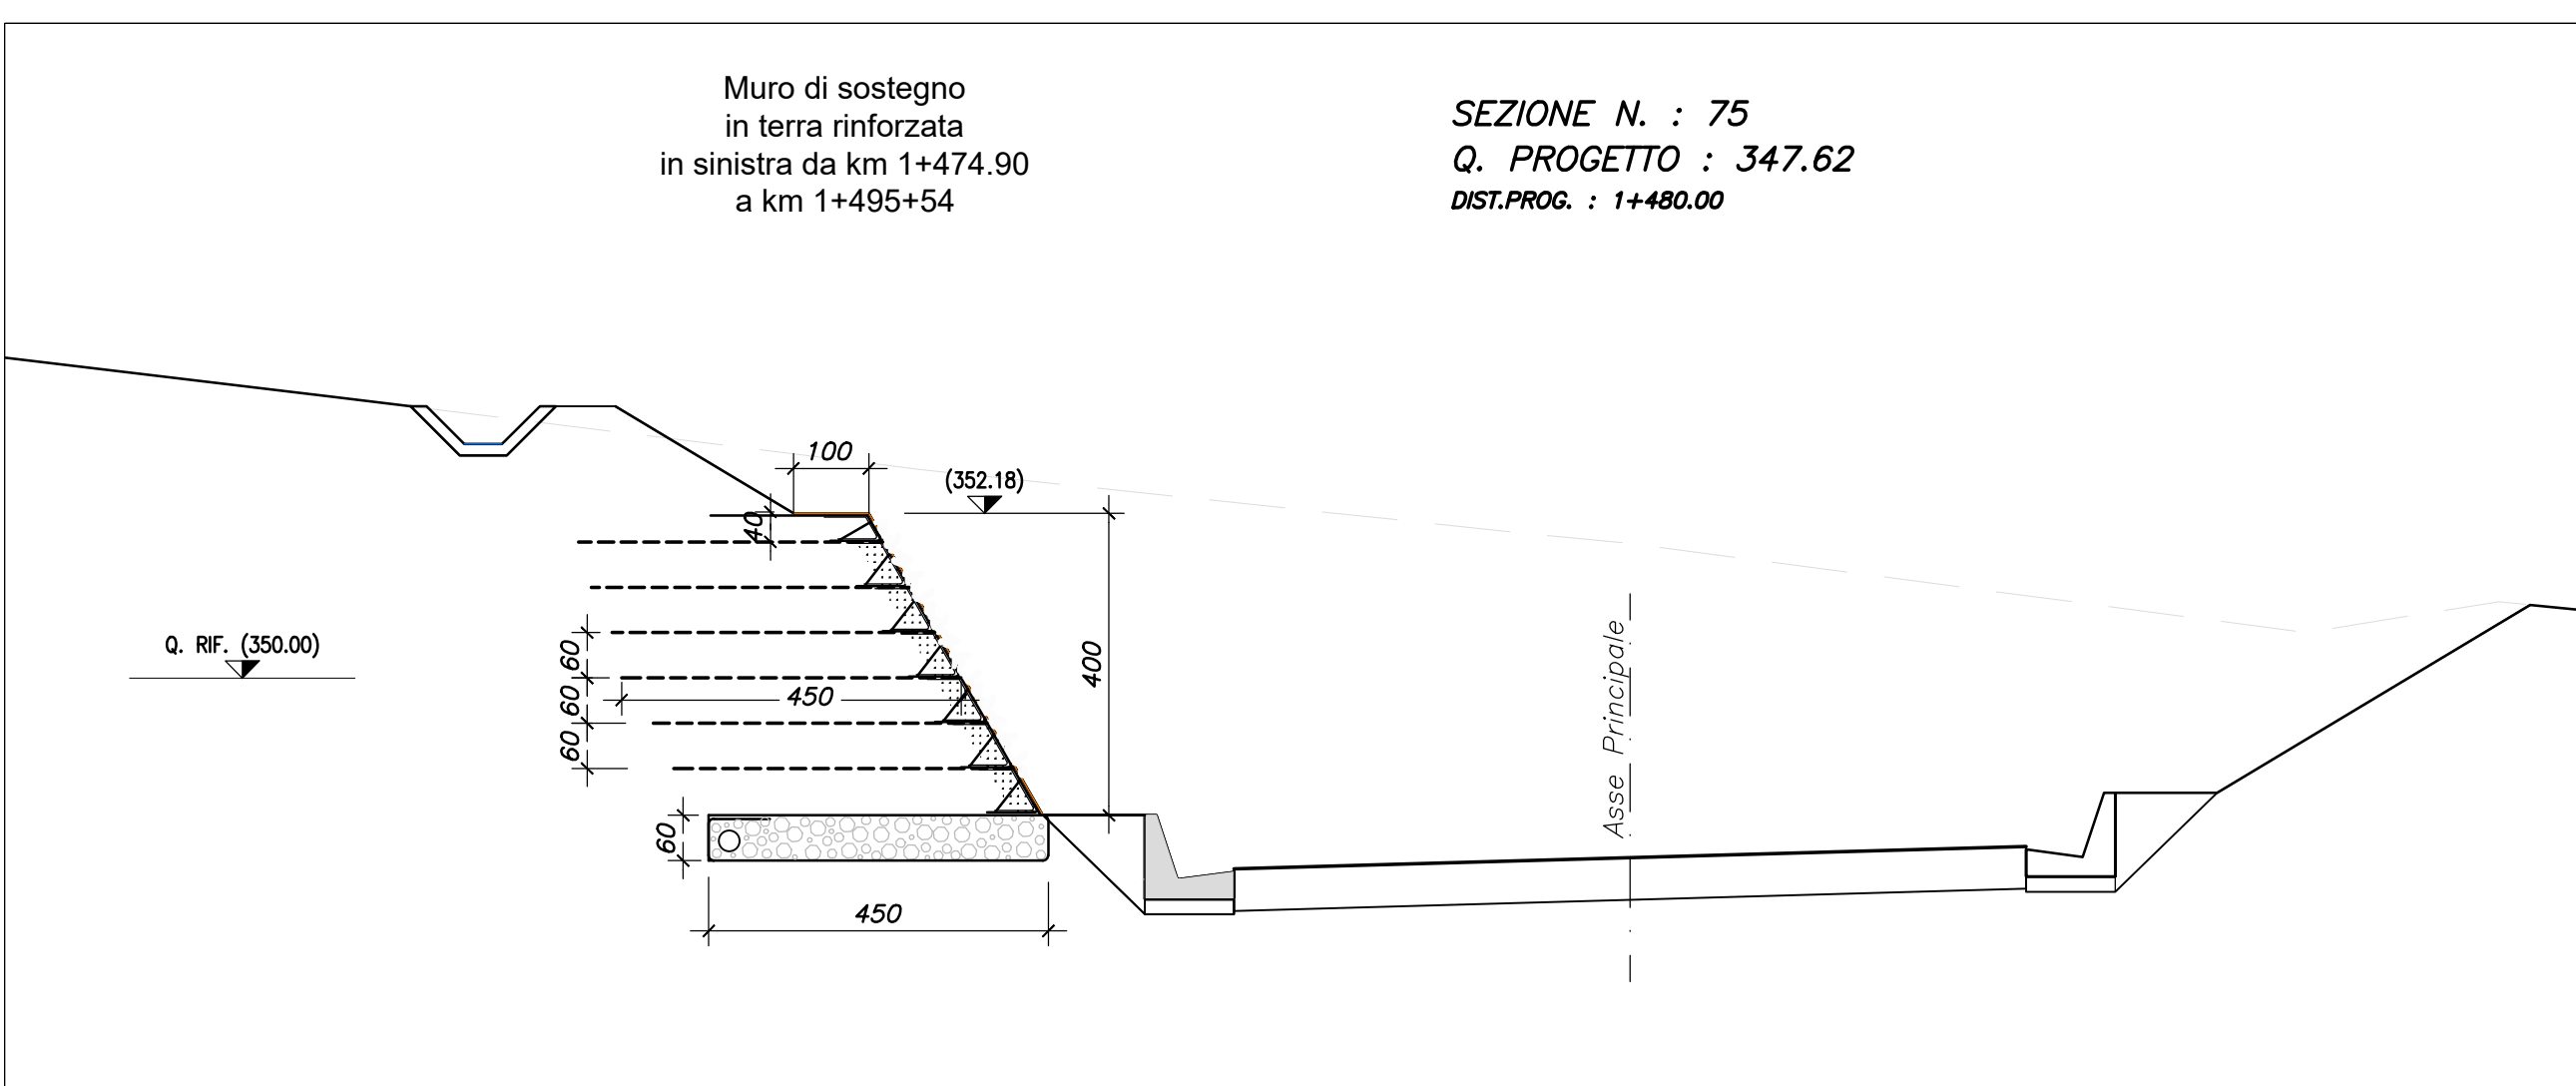 Muro di sostegno
in terra rinforzata
in sinistra da km 1+474.90
a km 1+495+54
SEZIONE N. : 75
Q. PROGETTO : 347.62
DIST.PROG. : 1+480.00
100
(352.18)
40
Q. RIF. (350.00)
60
60
60
450
400
Asse Principale
60
450